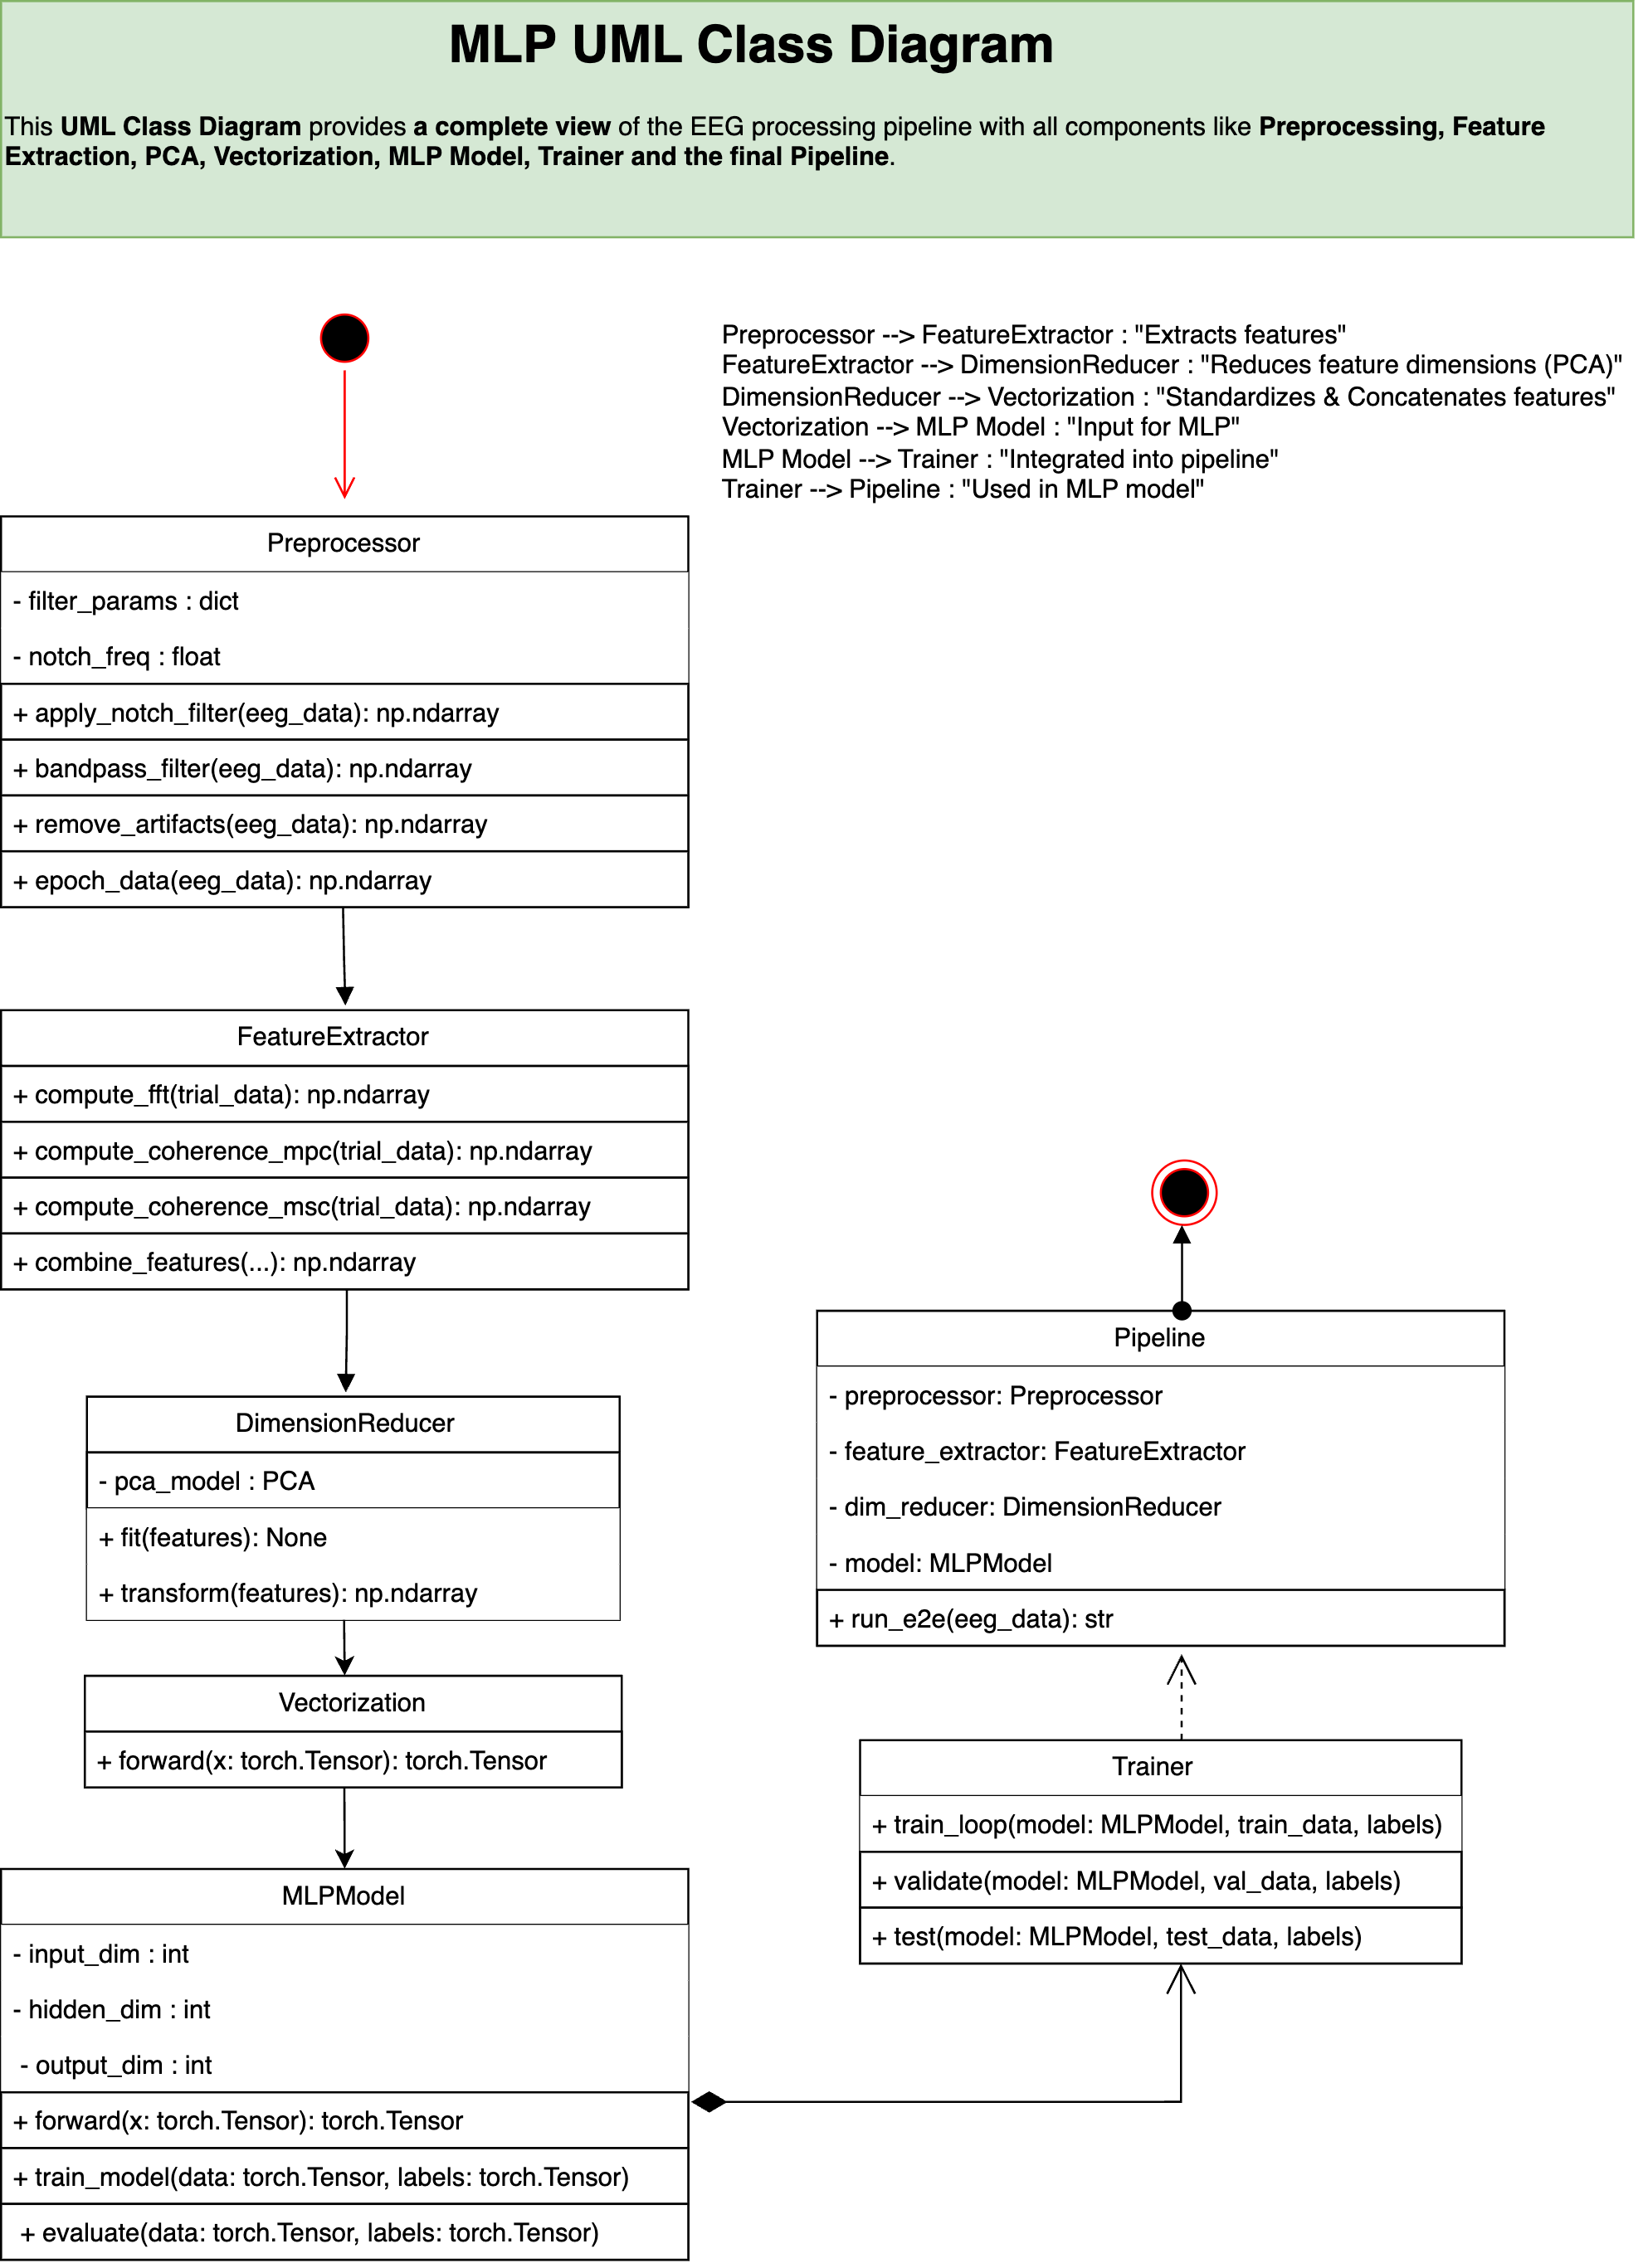 MLP UML Class Diagram
This UML Class Diagram provides a complete view of the EEG processing pipeline with all components like Preprocessing, Feature
Extraction, PCA, Vectorization, MLP Model, Trainer and the final Pipeline.
Preprocessor --> FeatureExtractor : "Extracts features"
FeatureExtractor --> DimensionReducer : "Reduces feature dimensions (PCA)"
DimensionReducer --> Vectorization : "Standardizes & Concatenates features"
Vectorization --> MLP Model : "Input for MLP"
MLP Model --> Trainer : "Integrated into pipeline"
Trainer --> Pipeline : "Used in MLP model"
Preprocessor
- filter_params : dict
- notch_freq : float
+ apply_notch_filter(eeg_data): np.ndarray
+ bandpass_filter(eeg_data): np.ndarray
+ remove_artifacts(eeg_data): np.ndarray
+ epoch_data(eeg_data): np.ndarray
FeatureExtractor
+ compute_fft(trial_data): np.ndarray
+ compute_coherence_mpc(trial_data): np.ndarray
+ compute_coherence_msc(trial_data): np.ndarray
+ combine_features(...): np.ndarray
DimensionReducer
- pca_model : PCA
+ fit(features): None
+ transform(features): np.ndarray
Vectorization
+ forward(x: torch.Tensor): torch.Tensor
MLPModel
- input_dim : int
- hidden_dim : int
- output_dim : int
+ forward(x: torch.Tensor): torch.Tensor
+ train_model(data: torch.Tensor, labels: torch.Tensor)
+ evaluate(data: torch.Tensor, labels: torch.Tensor)
Pipeline
- preprocessor: Preprocessor
- feature_extractor: FeatureExtractor
- dim_reducer: DimensionReducer
- model: MLPModel
+ run_e2e(eeg_data): str
Trainer
+ train_loop(model: MLPModel, train_data, labels)
+ validate(model: MLPModel, val_data, labels)
+ test(model: MLPModel, test_data, labels)